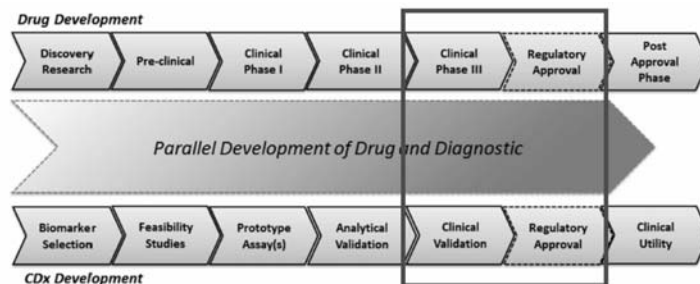 Drug Development
Discovery
Research
Pre-clinical
Clinical
Phase I
Clinical
Phase II
Clinical
Phase III
Regulatory
Approval
Post
Approval
Phase
Parallel Development of Drug and Diagnostic
Biomarker
Selection
Feasibility
Studies
Prototype
Assay(s)
Analytical
Validation
Clinical
Validation
Regulatory
Approval
Clinical
Utility
CDx Development